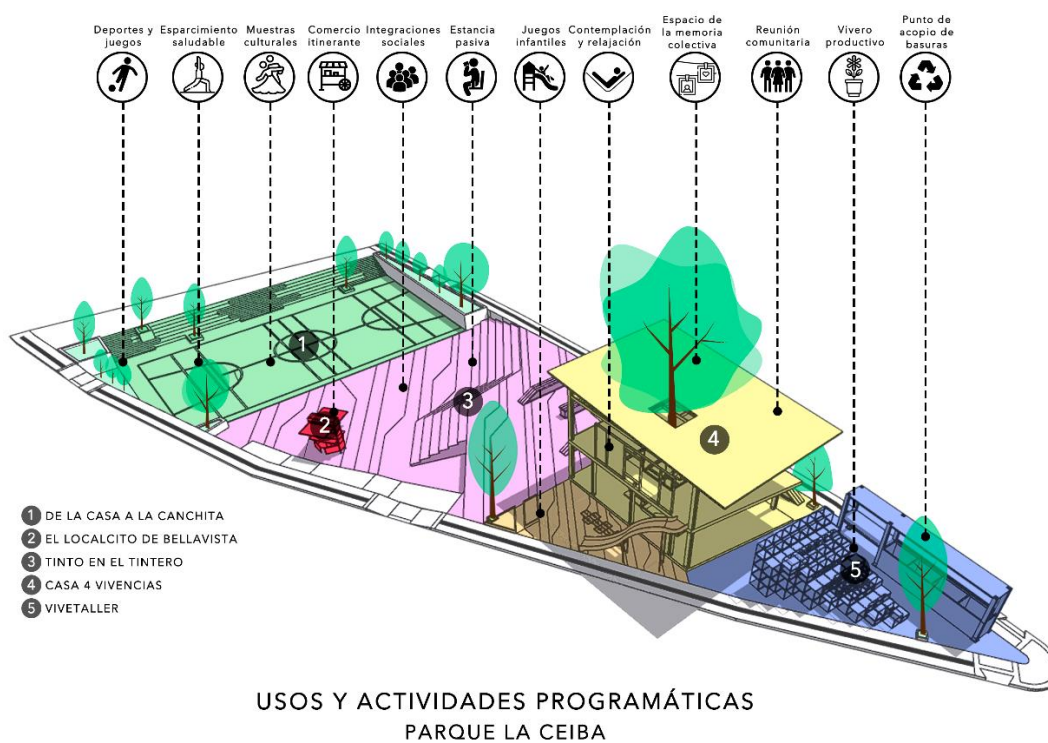 Deportes y
juegos
Esparcimiento
saludable
Muestras
culturales
Comercio
itinerante
Integraciones
sociales
Estancia
pasiva
Juegos
infantiles
Contemplación
y relajación
Espacio de
la memoria
colectiva
Reunión
comunitaria
Vivero
productivo
Punto de
acopio de
basuras
1
2
3
4
5
1 DE LA CASA A LA CANCHITA
2 EL LOCALCITO DE BELLAVISTA
3 TINTO EN EL TINTERO
4 CASA 4 VIVENCIAS
5 VIVETALLER
USOS Y ACTIVIDADES PROGRAMÁTICAS
PARQUE LA CEIBA